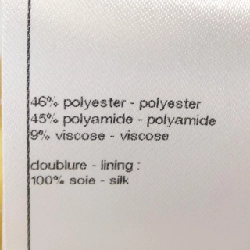 46% polyester - polyester
45% polyamide - polyamide
9% viscose - viscose
doublure - lining :
100% soie - silk